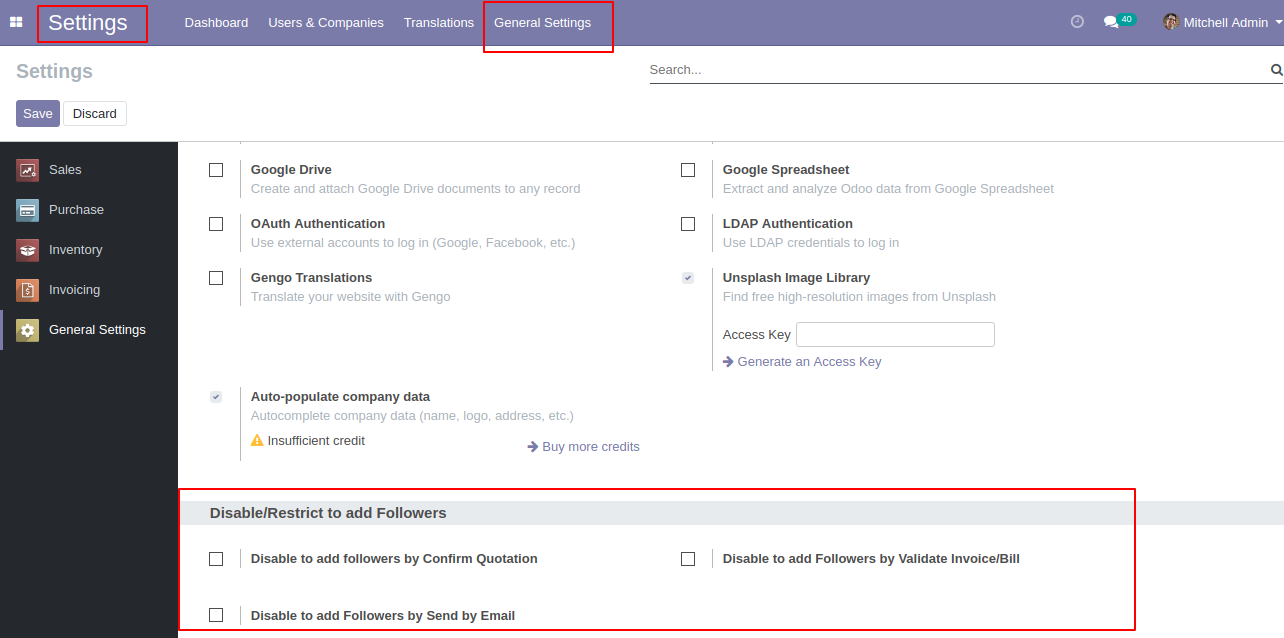 Settings Dashboard Users & Companies Translations General Settings 40 Mitchell Admin
Settings Search...
Save Discard
Sales
Purchase
Inventory
Invoicing
General Settings
Google Drive
Create and attach Google Drive documents to any record
Google Spreadsheet
Extract and analyze Odoo data from Google Spreadsheet
OAuth Authentication
Use external accounts to log in (Google, Facebook, etc.)
LDAP Authentication
Use LDAP credentials to log in
Gengo Translations
Translate your website with Gengo
Unsplash Image Library
Find free high-resolution images from Unsplash
Access Key
Generate an Access Key
Auto-populate company data
Autocomplete company data (name, logo, address, etc.)
Insufficient credit Buy more credits
Disable/Restrict to add Followers
Disable to add followers by Confirm Quotation
Disable to add Followers by Validate Invoice/Bill
Disable to add Followers by Send by Email